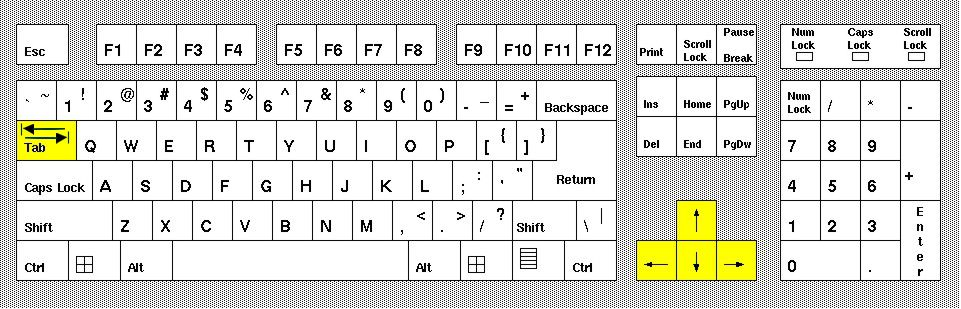 Esc F1 F2 F3 F4 F5 F6 F7 F8 F9 F10 F11 F12 Print Scroll Lock Pause Break Num Lock Caps Lock Scroll Lock
` ~ 1 ! 2 @ 3 # 4 $ 5 % 6 ^ 7 & 8 * 9 ( 0 ) - _ = + Backspace Ins Home PgUp Num Lock / * -
Tab Q W E R T Y U I O P [ { ] } Del End PgDw 7 8 9 +
Caps Lock A S D F G H J K L ; : ' " Return 4 5 6
Shift Z X C V B N M , < . > / ? Shift \ | ↑ 1 2 3 Enter
Ctrl Alt Alt Ctrl ← ↓ → 0 .